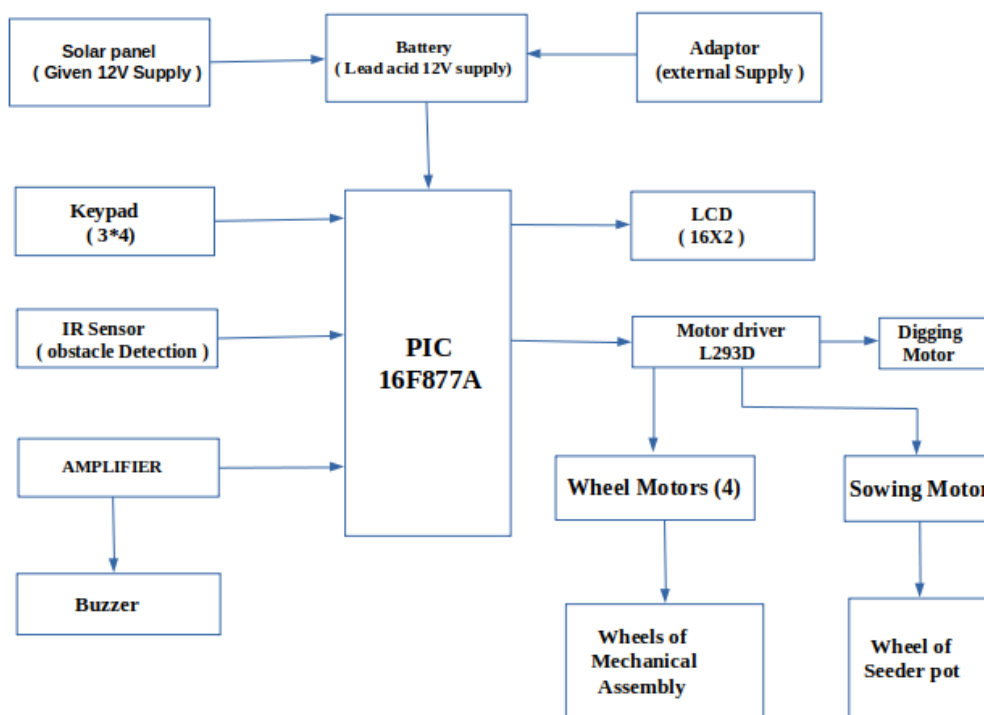 Solar panel
( Given 12V Supply )
Battery
( Lead acid 12V supply)
Adaptor
(external Supply )
Keypad
( 3*4)
LCD
( 16X2 )
IR Sensor
( obstacle Detection )
PIC
16F877A
Motor driver
L293D
Digging
Motor
AMPLIFIER
Wheel Motors (4)
Sowing Motor
Buzzer
Wheels of
Mechanical
Assembly
Wheel of
Seeder pot